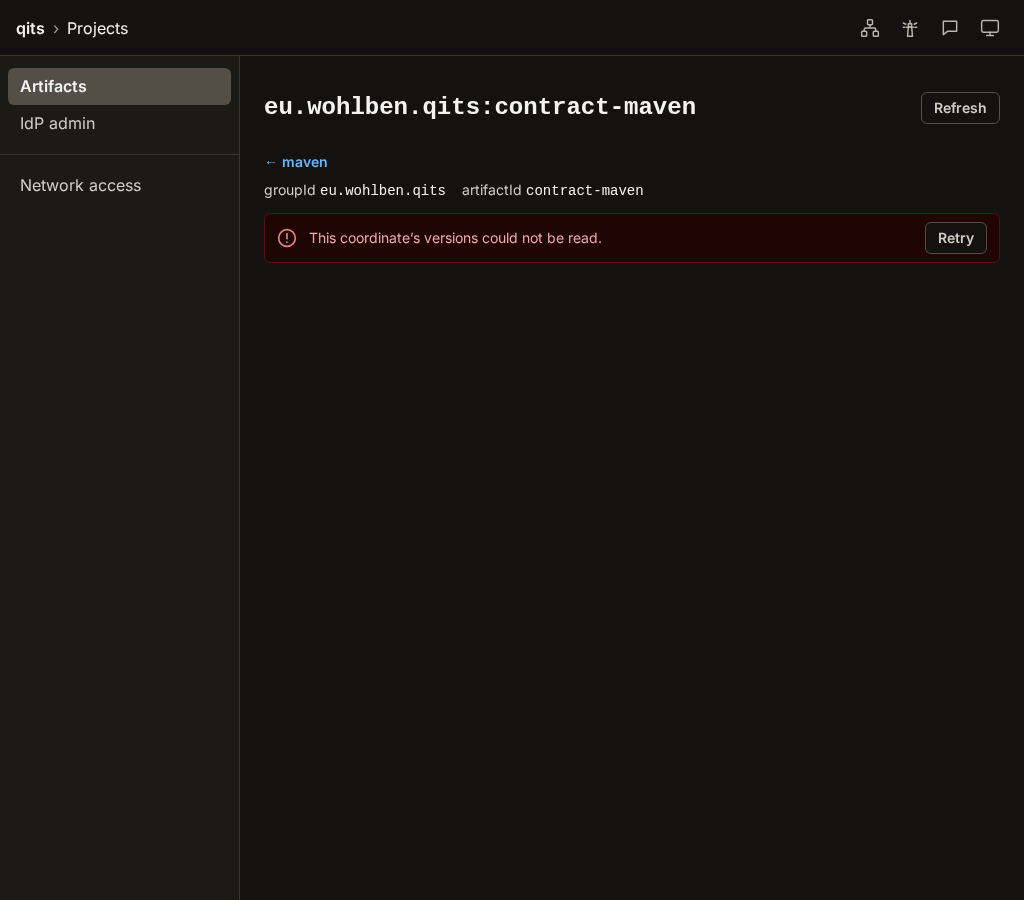 qits › Projects
Artifacts
IdP admin
Network access
eu.wohlben.qits:contract-maven
Refresh
← maven
groupId eu.wohlben.qits artifactId contract-maven
This coordinate’s versions could not be read.
Retry